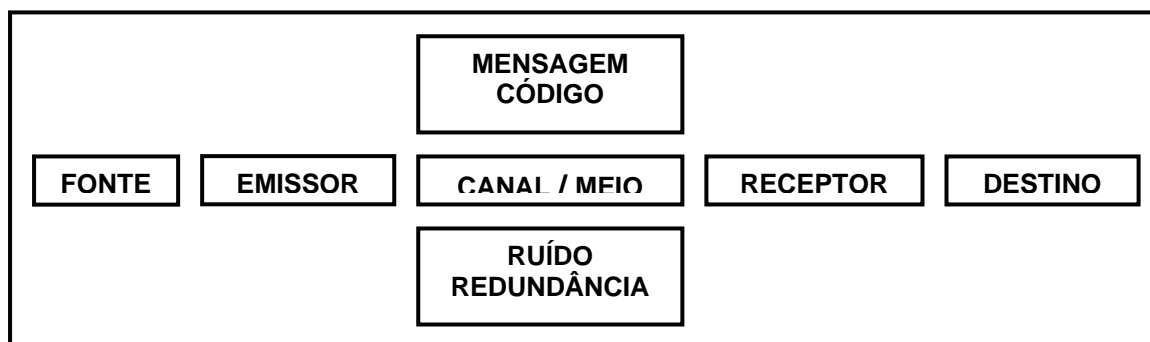 MENSAGEM
CÓDIGO
FONTE
EMISSOR
CANAL / MEIO
RECEPTOR
DESTINO
RUÍDO
REDUNDÂNCIA